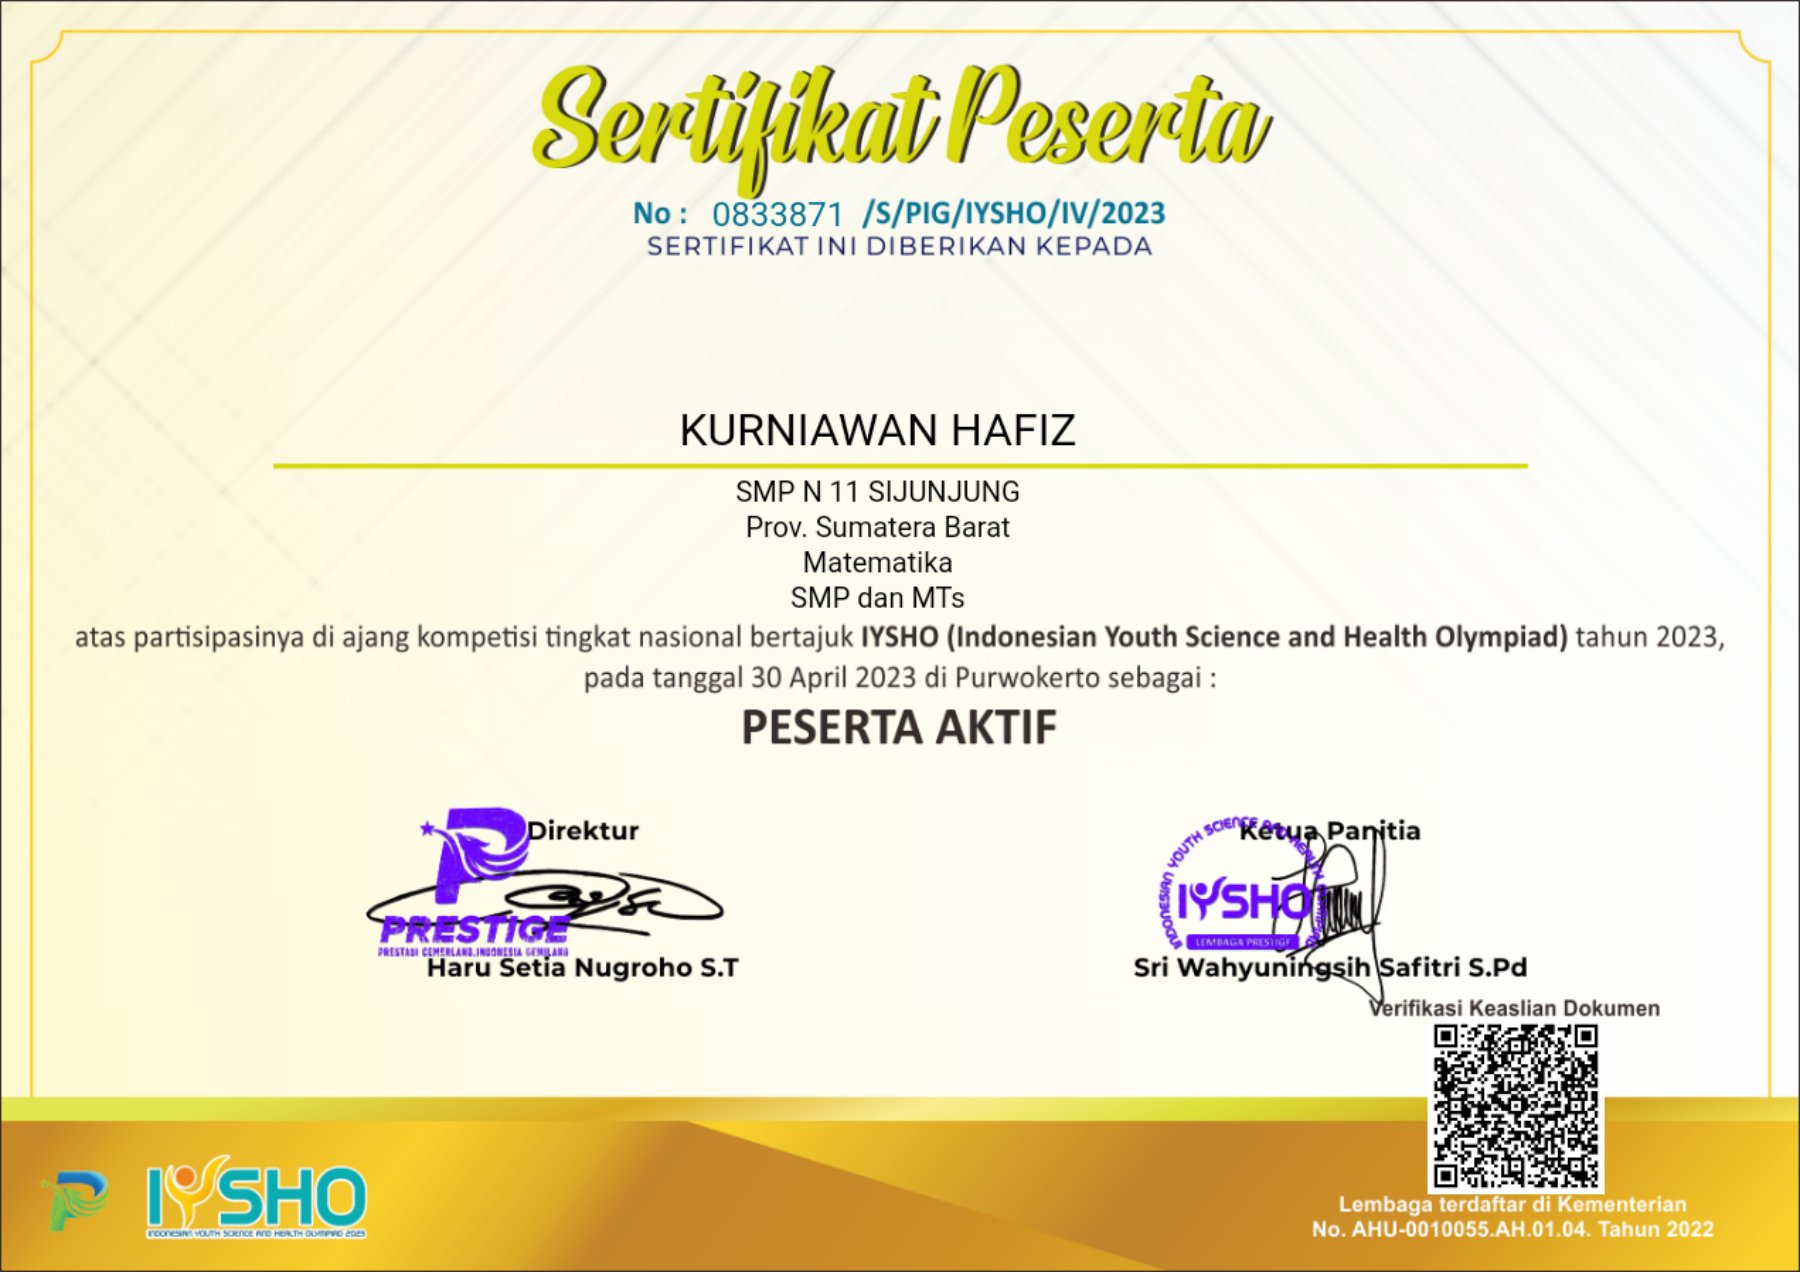 Sertifikat Peserta
No : 0833871 /S/PIG/IYSHO/IV/2023
SERTIFIKAT INI DIBERIKAN KEPADA
KURNIAWAN HAFIZ
SMP N 11 SIJUNJUNG
Prov. Sumatera Barat
Matematika
SMP dan MTs
atas partisipasinya di ajang kompetisi tingkat nasional bertajuk IYSHO (Indonesian Youth Science and Health Olympiad) tahun 2023,
pada tanggal 30 April 2023 di Purwokerto sebagai :
PESERTA AKTIF
Direktur
PRESTIGE
PRESTASI CEMERLANG, INDONESIA GEMILANG
Haru Setia Nugroho S.T
Ketua Panitia
INDONESIAN YOUTH SCIENCE AND HEALTH OLYMPIAD
IYSHO
LEMBAGA PRESTIGE
Sri Wahyuningsih Safitri S.Pd
Verifikasi Keaslian Dokumen
IYSHO
INDONESIAN YOUTH SCIENCE AND HEALTH OLYMPIAD 2023
Lembaga terdaftar di Kementerian
No. AHU-0010055.AH.01.04. Tahun 2022